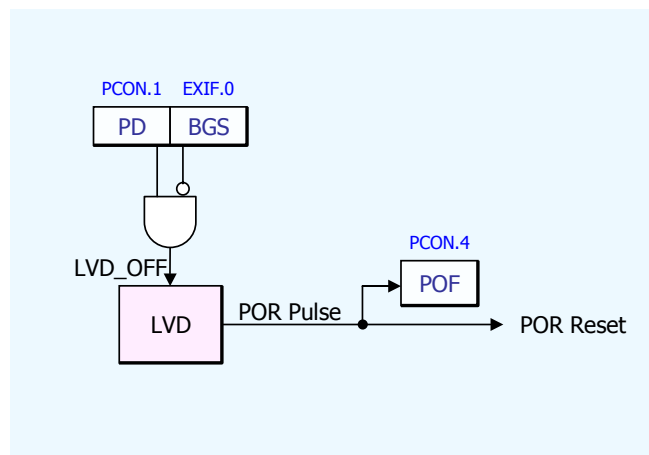 PCON.1 EXIF.0
PD BGS
PCON.4
LVD_OFF
POF
LVD
POR Pulse
POR Reset